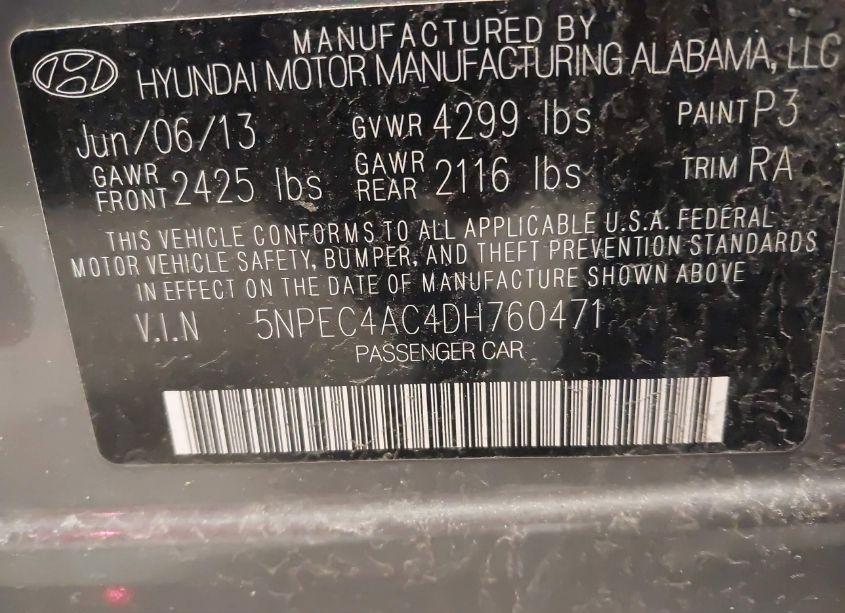 MANUFACTURED BY
HYUNDAI MOTOR MANUFACTURING ALABAMA, LLC
Jun/06/13 GVWR 4299 lbs PAINT P3
GAWR FRONT 2425 lbs GAWR REAR 2116 lbs TRIM RA
THIS VEHICLE CONFORMS TO ALL APPLICABLE U.S.A. FEDERAL
MOTOR VEHICLE SAFETY, BUMPER, AND THEFT PREVENTION STANDARDS
IN EFFECT ON THE DATE OF MANUFACTURE SHOWN ABOVE
V.I.N 5NPEC4AC4DH760471
PASSENGER CAR